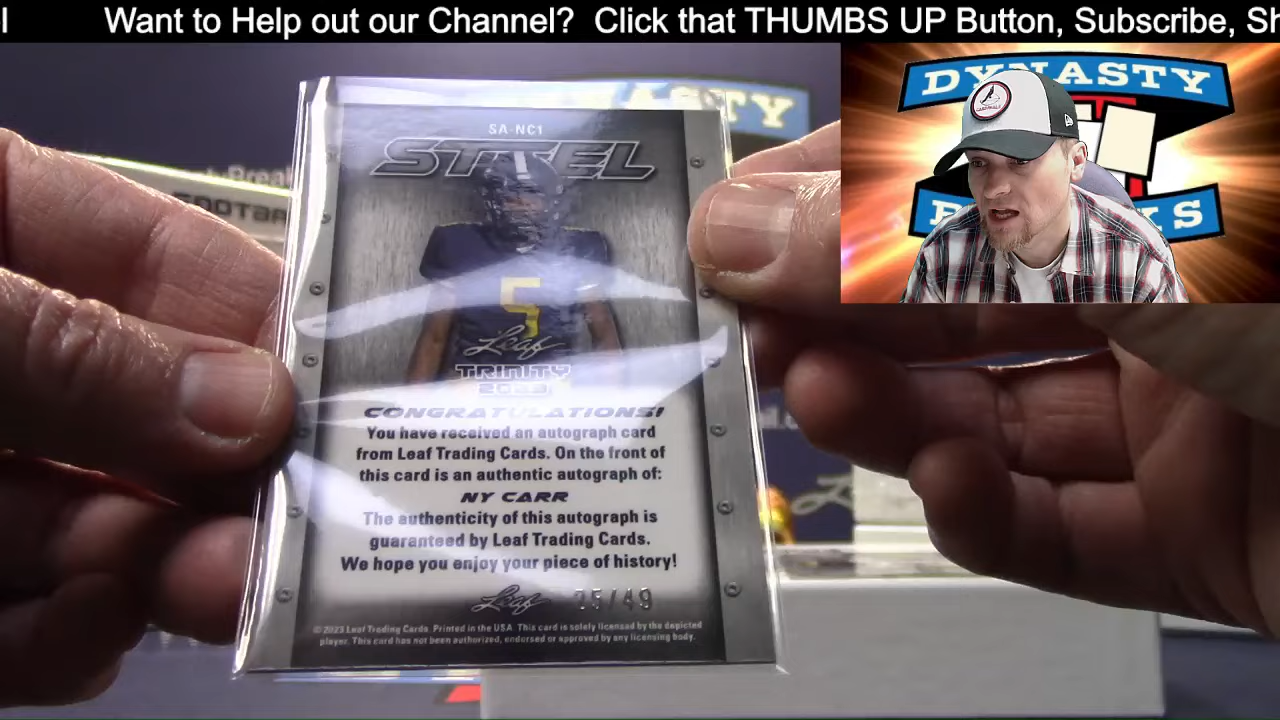 Want to Help out our Channel? Click that THUMBS UP Button, Subscribe, Sh
DYNASTY
SA-NC1
STEEL
5
Leaf
TRINITY
2023
CONGRATULATIONS!
You have received an autograph card
from Leaf Trading Cards. On the front of
this card is an authentic autograph of:
NY CARR
The authenticity of this autograph is
guaranteed by Leaf Trading Cards.
We hope you enjoy your piece of history!
Leaf 25/49
© 2023 Leaf Trading Cards. Printed in the USA. This card is solely licensed by the depicted
player. This card has not been authorized, endorsed or approved by any licensing body.